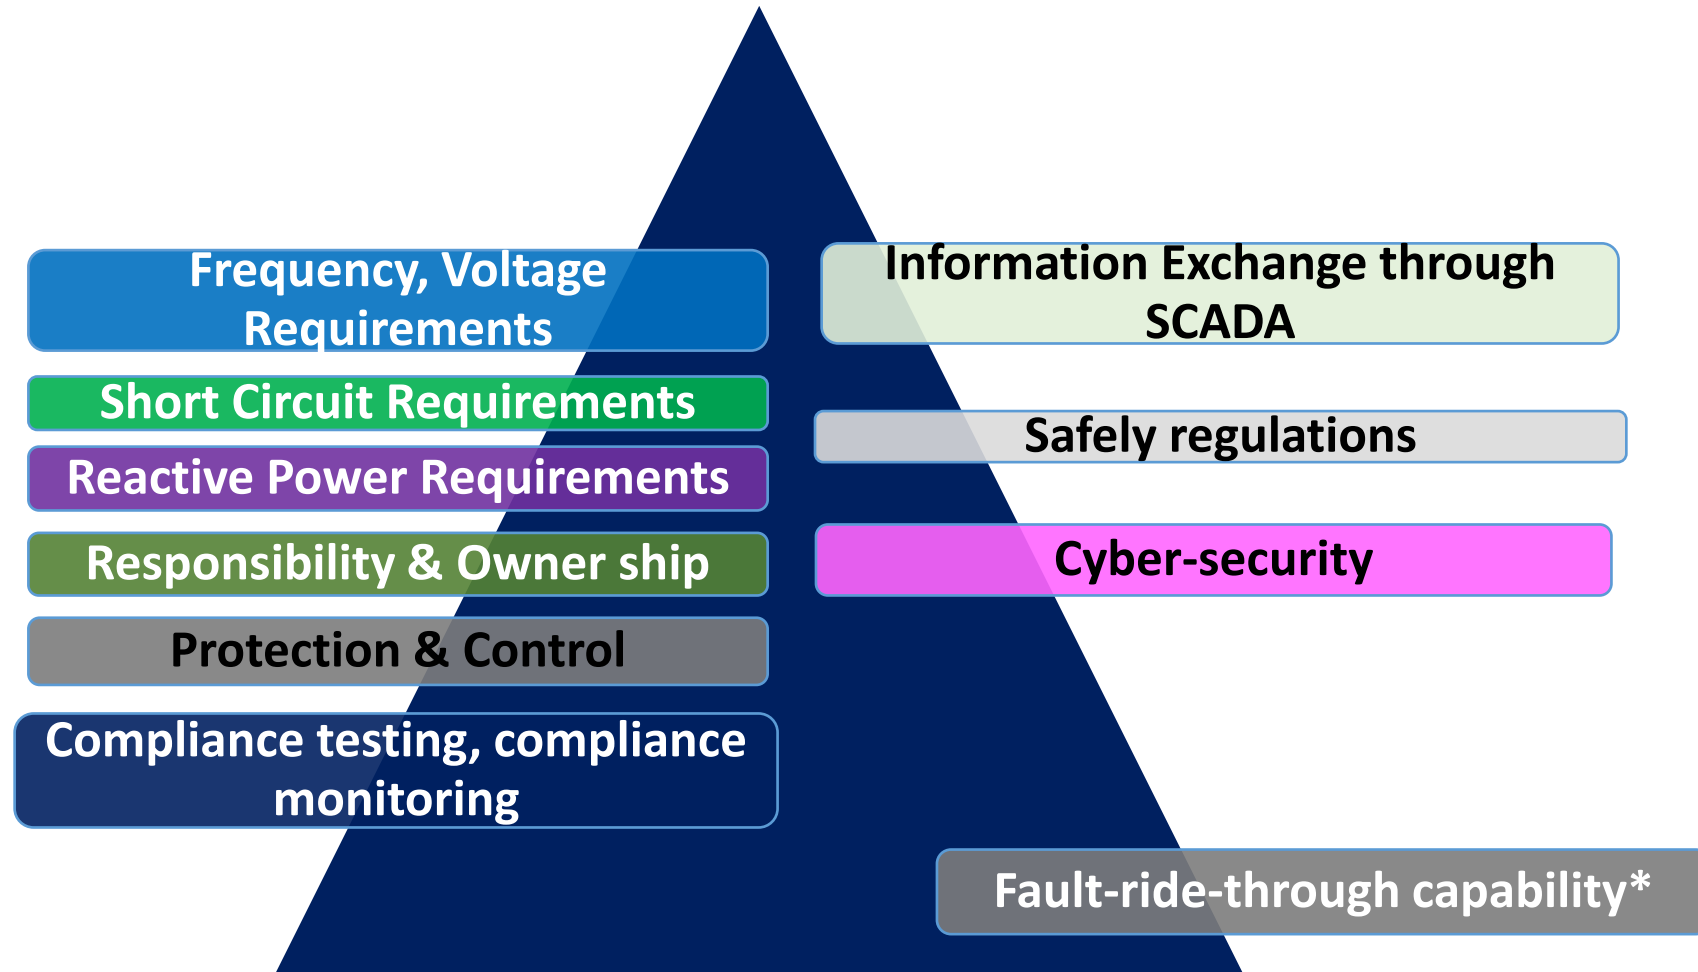 Frequency, Voltage
Requirements
Short Circuit Requirements
Reactive Power Requirements
Responsibility & Owner ship
Protection & Control
Compliance testing, compliance
monitoring
Information Exchange through
SCADA
Safely regulations
Cyber-security
Fault-ride-through capability*